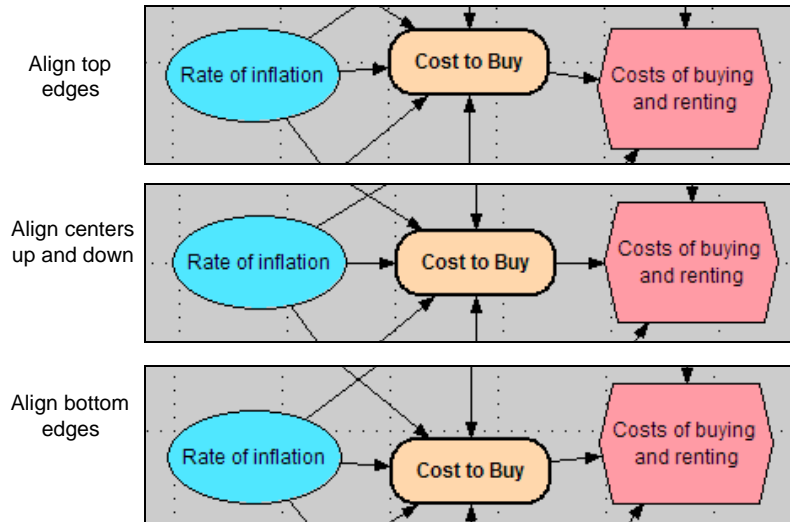 Align top
edges
Rate of inflation
Cost to Buy
Costs of buying
and renting
Align centers
up and down
Rate of inflation
Cost to Buy
Costs of buying
and renting
Align bottom
edges
Rate of inflation
Cost to Buy
Costs of buying
and renting